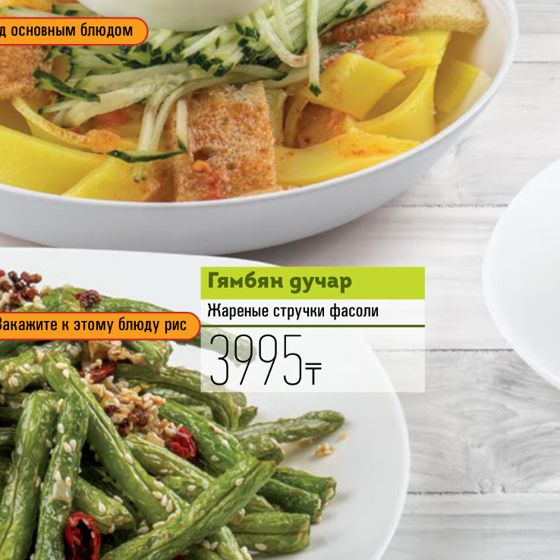 д основным блюдом
Гямбян дучар
Жареные стручки фасоли
Закажите к этому блюду рис
3995₸